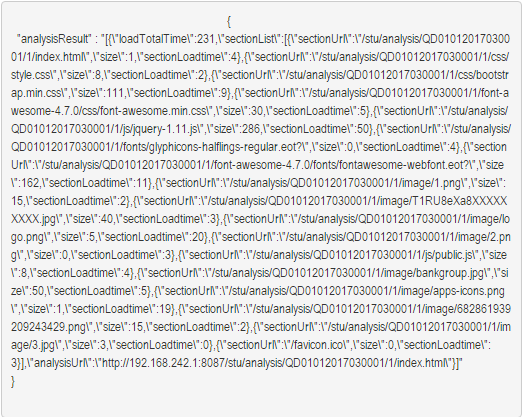 {
"analysisResult" : "[{\"loadTotalTime\":231,\"sectionList\":[{\"sectionUrl\":\"/stu/analysis/QD0101201703000
01/1/index.html\",\"size\":1,\"sectionLoadtime\":4},{\"sectionUrl\":\"/stu/analysis/QD01012017030001/1/css/
style.css\",\"size\":8,\"sectionLoadtime\":2},{\"sectionUrl\":\"/stu/analysis/QD01012017030001/1/css/bootst
rap.min.css\",\"size\":111,\"sectionLoadtime\":9},{\"sectionUrl\":\"/stu/analysis/QD01012017030001/1/font-a
wesome-4.7.0/css/font-awesome.min.css\",\"size\":30,\"sectionLoadtime\":5},{\"sectionUrl\":\"/stu/analysis/
QD01012017030001/1/js/jquery-1.11.js\",\"size\":286,\"sectionLoadtime\":50},{\"sectionUrl\":\"/stu/analysis/
QD01012017030001/1/fonts/glyphicons-halflings-regular.eot?\",\"size\":0,\"sectionLoadtime\":4},{\"section
Url\":\"/stu/analysis/QD01012017030001/1/font-awesome-4.7.0/fonts/fontawesome-webfont.eot?\",\"size
\":162,\"sectionLoadtime\":11},{\"sectionUrl\":\"/stu/analysis/QD01012017030001/1/image/1.png\",\"size\":
15,\"sectionLoadtime\":2},{\"sectionUrl\":\"/stu/analysis/QD01012017030001/1/image/T1RU8eXa8XXXXXX
XXXX.jpg\",\"size\":40,\"sectionLoadtime\":3},{\"sectionUrl\":\"/stu/analysis/QD01012017030001/1/image/lo
go.png\",\"size\":5,\"sectionLoadtime\":20},{\"sectionUrl\":\"/stu/analysis/QD01012017030001/1/image/2.pn
g\",\"size\":0,\"sectionLoadtime\":3},{\"sectionUrl\":\"/stu/analysis/QD01012017030001/1/js/public.js\",\"size
\":8,\"sectionLoadtime\":4},{\"sectionUrl\":\"/stu/analysis/QD01012017030001/1/image/bankgroup.jpg\",\"si
ze\":50,\"sectionLoadtime\":5},{\"sectionUrl\":\"/stu/analysis/QD01012017030001/1/image/apps-icons.png
\",\"size\":1,\"sectionLoadtime\":19},{\"sectionUrl\":\"/stu/analysis/QD01012017030001/1/image/682861939
209243429.png\",\"size\":15,\"sectionLoadtime\":2},{\"sectionUrl\":\"/stu/analysis/QD01012017030001/1/im
age/3.jpg\",\"size\":3,\"sectionLoadtime\":0},{\"sectionUrl\":\"/favicon.ico\",\"size\":0,\"sectionLoadtime\":
3}],\"analysisUrl\":\"http://192.168.242.1:8087/stu/analysis/QD01012017030001/1/index.html\"}]"
}